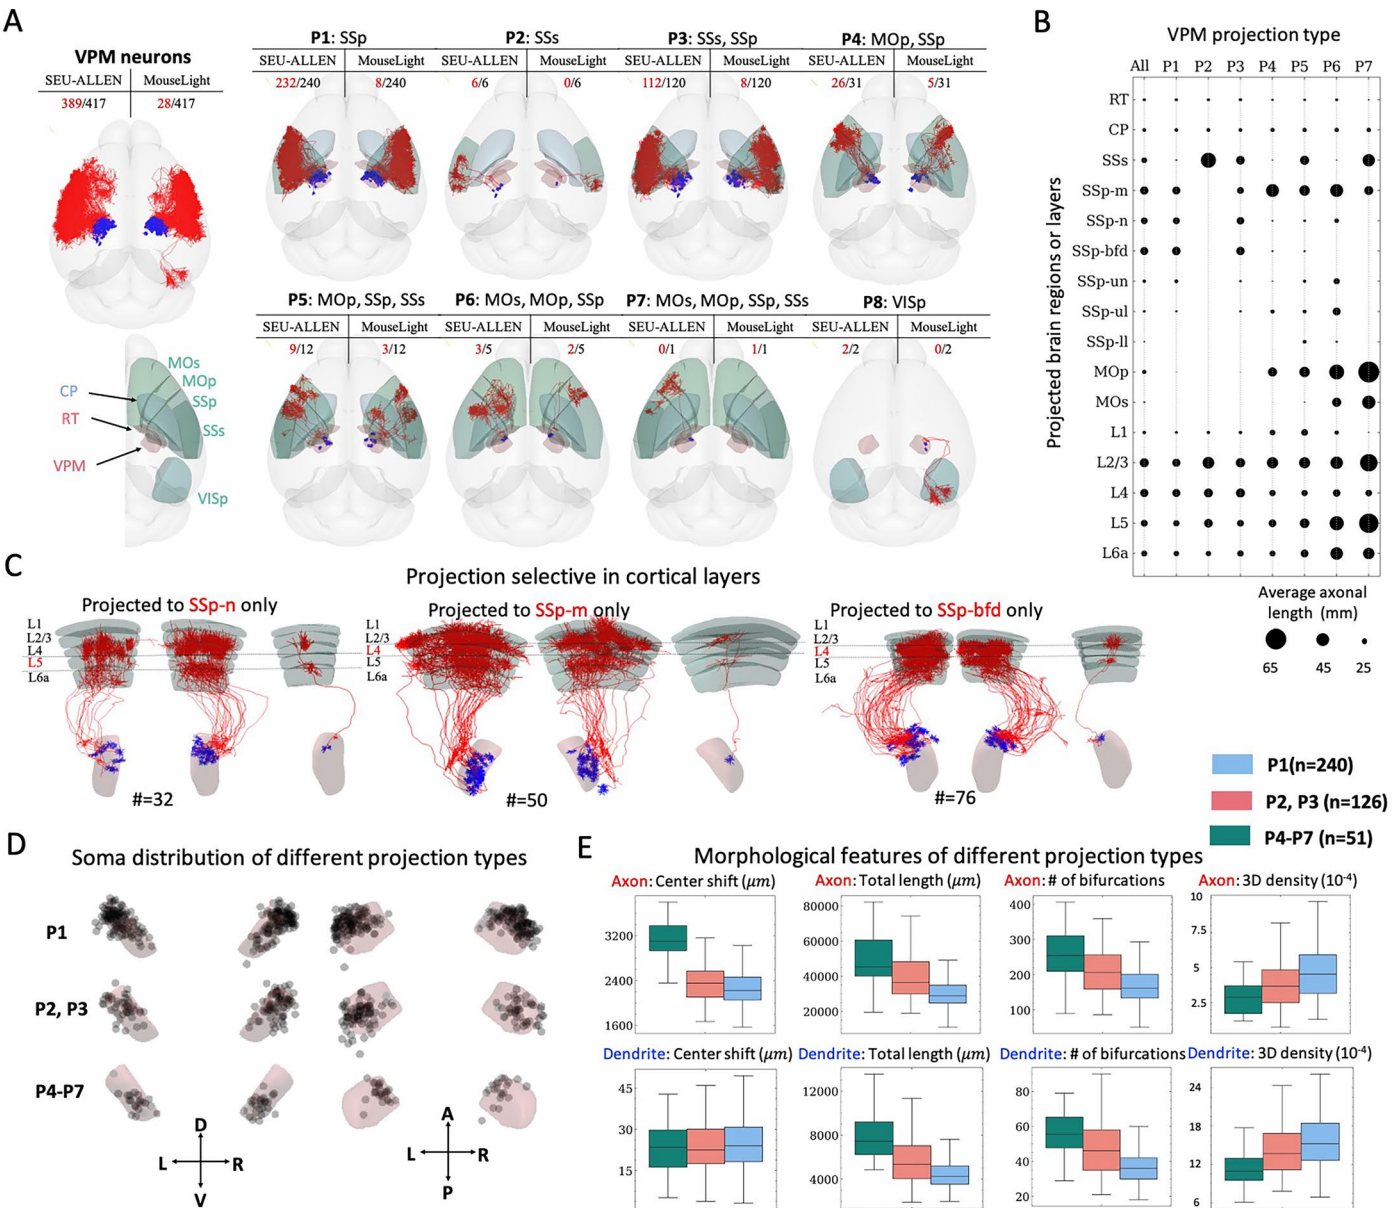 A
VPM neurons
SEU-ALLEN MouseLight
389/417 28/417
P1: SSp
SEU-ALLEN MouseLight
232/240 8/240
P2: SSs
SEU-ALLEN MouseLight
6/6 0/6
P3: SSs, SSp
SEU-ALLEN MouseLight
112/120 8/120
P4: MOp, SSp
SEU-ALLEN MouseLight
26/31 5/31
MOs
MOp
CP
SSp
RT
SSs
VPM
VISp
P5: MOp, SSp, SSs
SEU-ALLEN MouseLight
9/12 3/12
P6: MOs, MOp, SSp
SEU-ALLEN MouseLight
3/5 2/5
P7: MOs, MOp, SSp, SSs
SEU-ALLEN MouseLight
0/1 1/1
P8: VISp
SEU-ALLEN MouseLight
2/2 0/2
B
VPM projection type
All P1 P2 P3 P4 P5 P6 P7
Projected brain regions or layers
RT
CP
SSs
SSp-m
SSp-n
SSp-bfd
SSp-un
SSp-ul
SSp-ll
MOp
MOs
L1
L2/3
L4
L5
L6a
Average axonal
length (mm)
65 45 25
C
Projection selective in cortical layers
Projected to SSp-n only
L1
L2/3
L4
L5
L6a
#=32
Projected to SSp-m only
L1
L2/3
L4
L5
L6a
#=50
Projected to SSp-bfd only
L1
L2/3
L4
L5
L6a
#=76
P1(n=240)
P2, P3 (n=126)
P4-P7 (n=51)
D
Soma distribution of different projection types
P1
P2, P3
P4-P7
D
L R
V
A
L R
P
E
Morphological features of different projection types
Axon: Center shift (μm)
3200
2400
1600
Axon: Total length (μm)
80000
60000
40000
20000
Axon: # of bifurcations
400
300
200
100
Axon: 3D density (10⁻⁴)
10
7.5
5
2.5
Dendrite: Center shift (μm)
45
30
15
Dendrite: Total length (μm)
12000
8000
4000
Dendrite: # of bifurcations
80
60
40
20
Dendrite: 3D density (10⁻⁴)
24
18
12
6